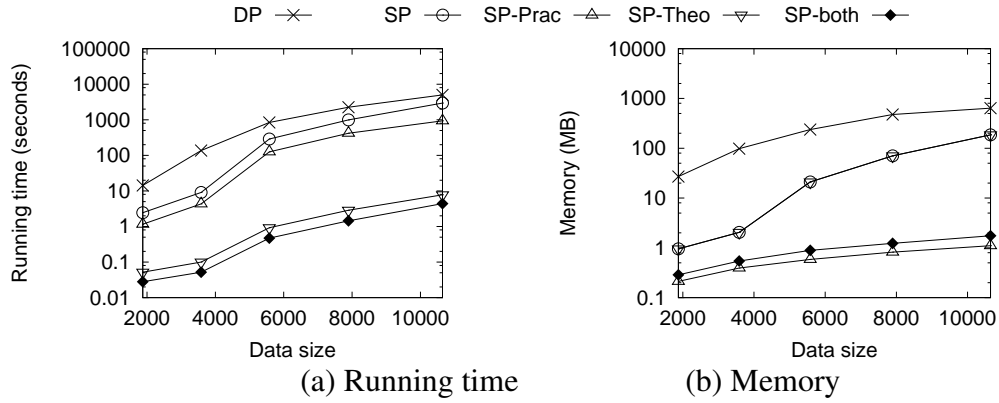 DP SP SP-Prac SP-Theo SP-both
Running time (seconds)
100000
10000
1000
100
10
1
0.1
0.01
2000 4000 6000 8000 10000
Data size
(a) Running time
Memory (MB)
10000
1000
100
10
1
0.1
2000 4000 6000 8000 10000
Data size
(b) Memory